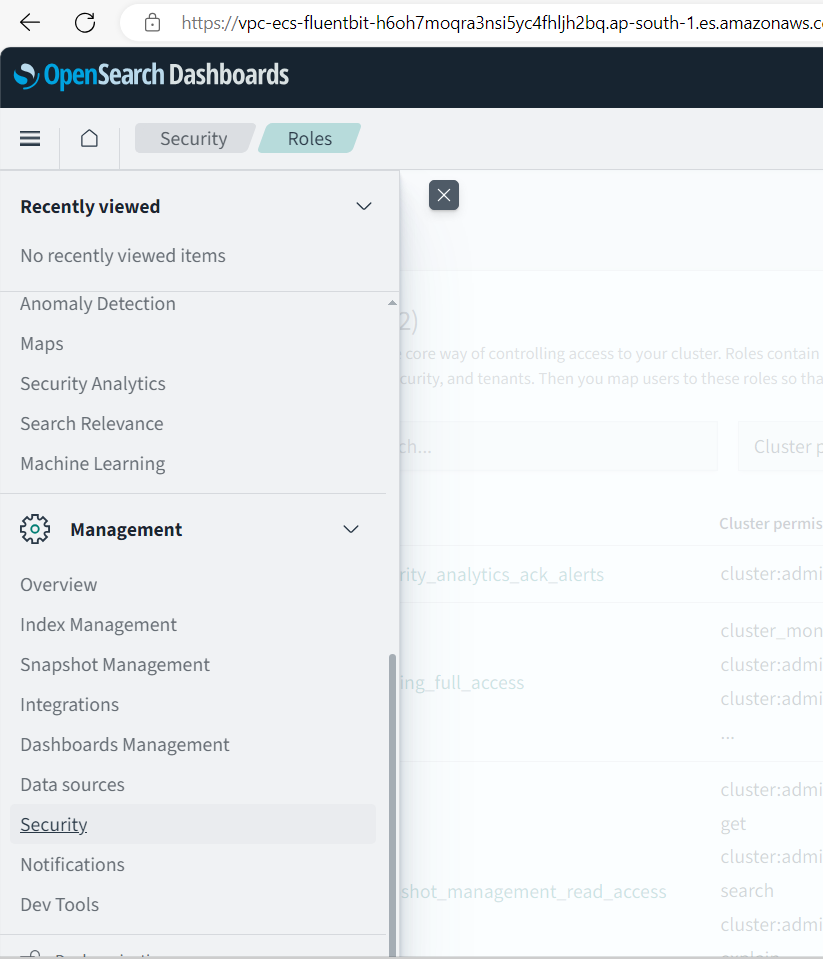 https://vpc-ecs-fluentbit-h6oh7moqra3nsi5yc4fhljh2bq.ap-south-1.es.amazonaws.c
OpenSearch Dashboards
Security
Roles
Recently viewed
No recently viewed items
Anomaly Detection
Maps
Security Analytics
Search Relevance
Machine Learning
Management
Overview
Index Management
Snapshot Management
Integrations
Dashboards Management
Data sources
Security
Notifications
Dev Tools
2)
core way of controlling access to your cluster. Roles contain
curity, and tenants. Then you map users to these roles so tha
ch...
Cluster p
Cluster permis
rity_analytics_ack_alerts
cluster:admi
ing_full_access
cluster_mon
cluster:admi
cluster:admi
...
shot_management_read_access
cluster:admi
get
cluster:admi
search
cluster:admi